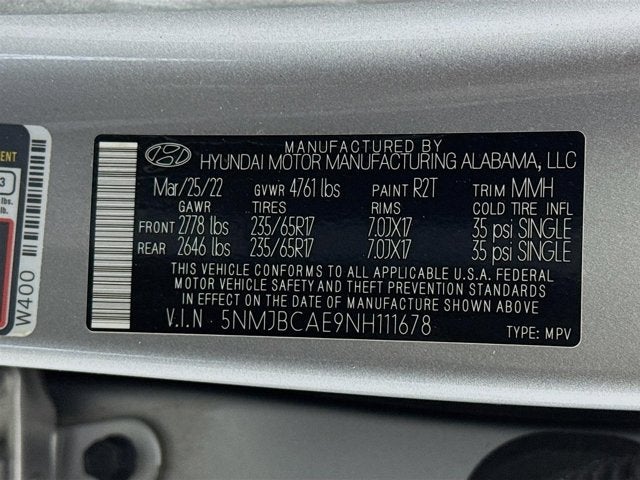 MANUFACTURED BY
HYUNDAI MOTOR MANUFACTURING ALABAMA, LLC
Mar/25/22 GVWR 4761 lbs PAINT R2T TRIM MMH
GAWR TIRES RIMS COLD TIRE INFL
FRONT 2778 lbs 235/65R17 7.0JX17 35 psi SINGLE
REAR 2646 lbs 235/65R17 7.0JX17 35 psi SINGLE
THIS VEHICLE CONFORMS TO ALL APPLICABLE U.S.A. FEDERAL
MOTOR VEHICLE SAFETY AND THEFT PREVENTION STANDARDS
IN EFFECT ON THE DATE OF MANUFACTURE SHOWN ABOVE
V.I.N 5NMJBCAE9NH111678 TYPE: MPV
W400
3
lb.
lbs.